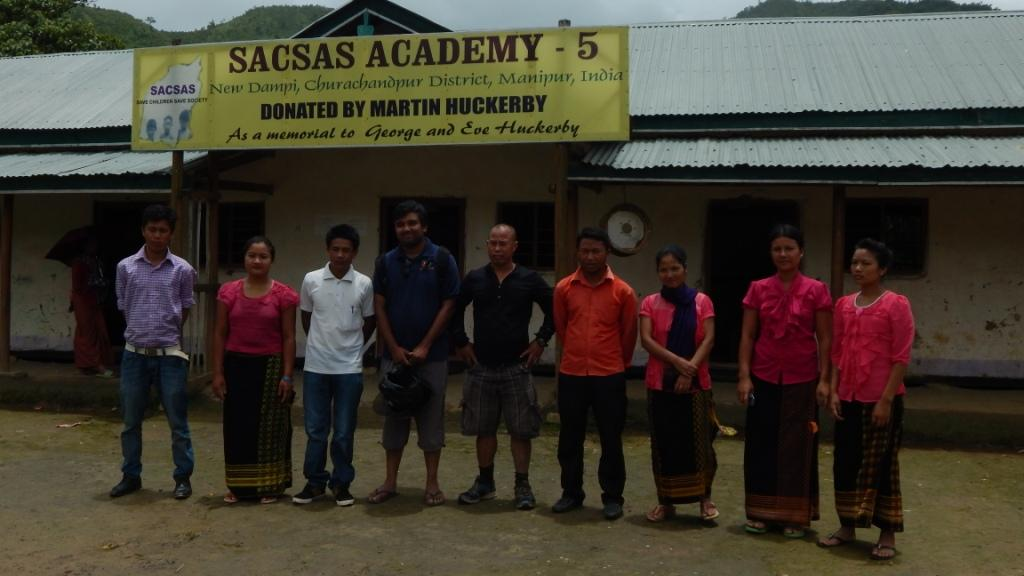 SACSAS ACADEMY - 5
New Dampi, Churachandpur District, Manipur, India
DONATED BY MARTIN HUCKERBY
As a memorial to George and Eve Huckerby
SACSAS
SAVE CHILDREN SAVE SOCIETY